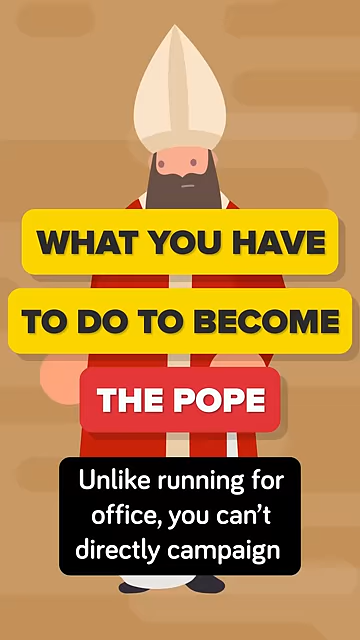 WHAT YOU HAVE
TO DO TO BECOME
THE POPE
Unlike running for
office, you can't
directly campaign